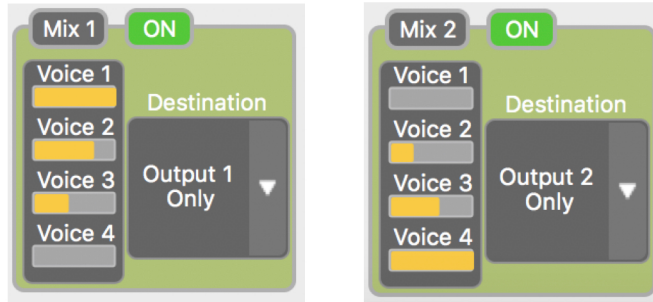 Mix 1 ON
Voice 1
Voice 2
Voice 3
Voice 4
Destination
Output 1
Only
Mix 2 ON
Voice 1
Voice 2
Voice 3
Voice 4
Destination
Output 2
Only